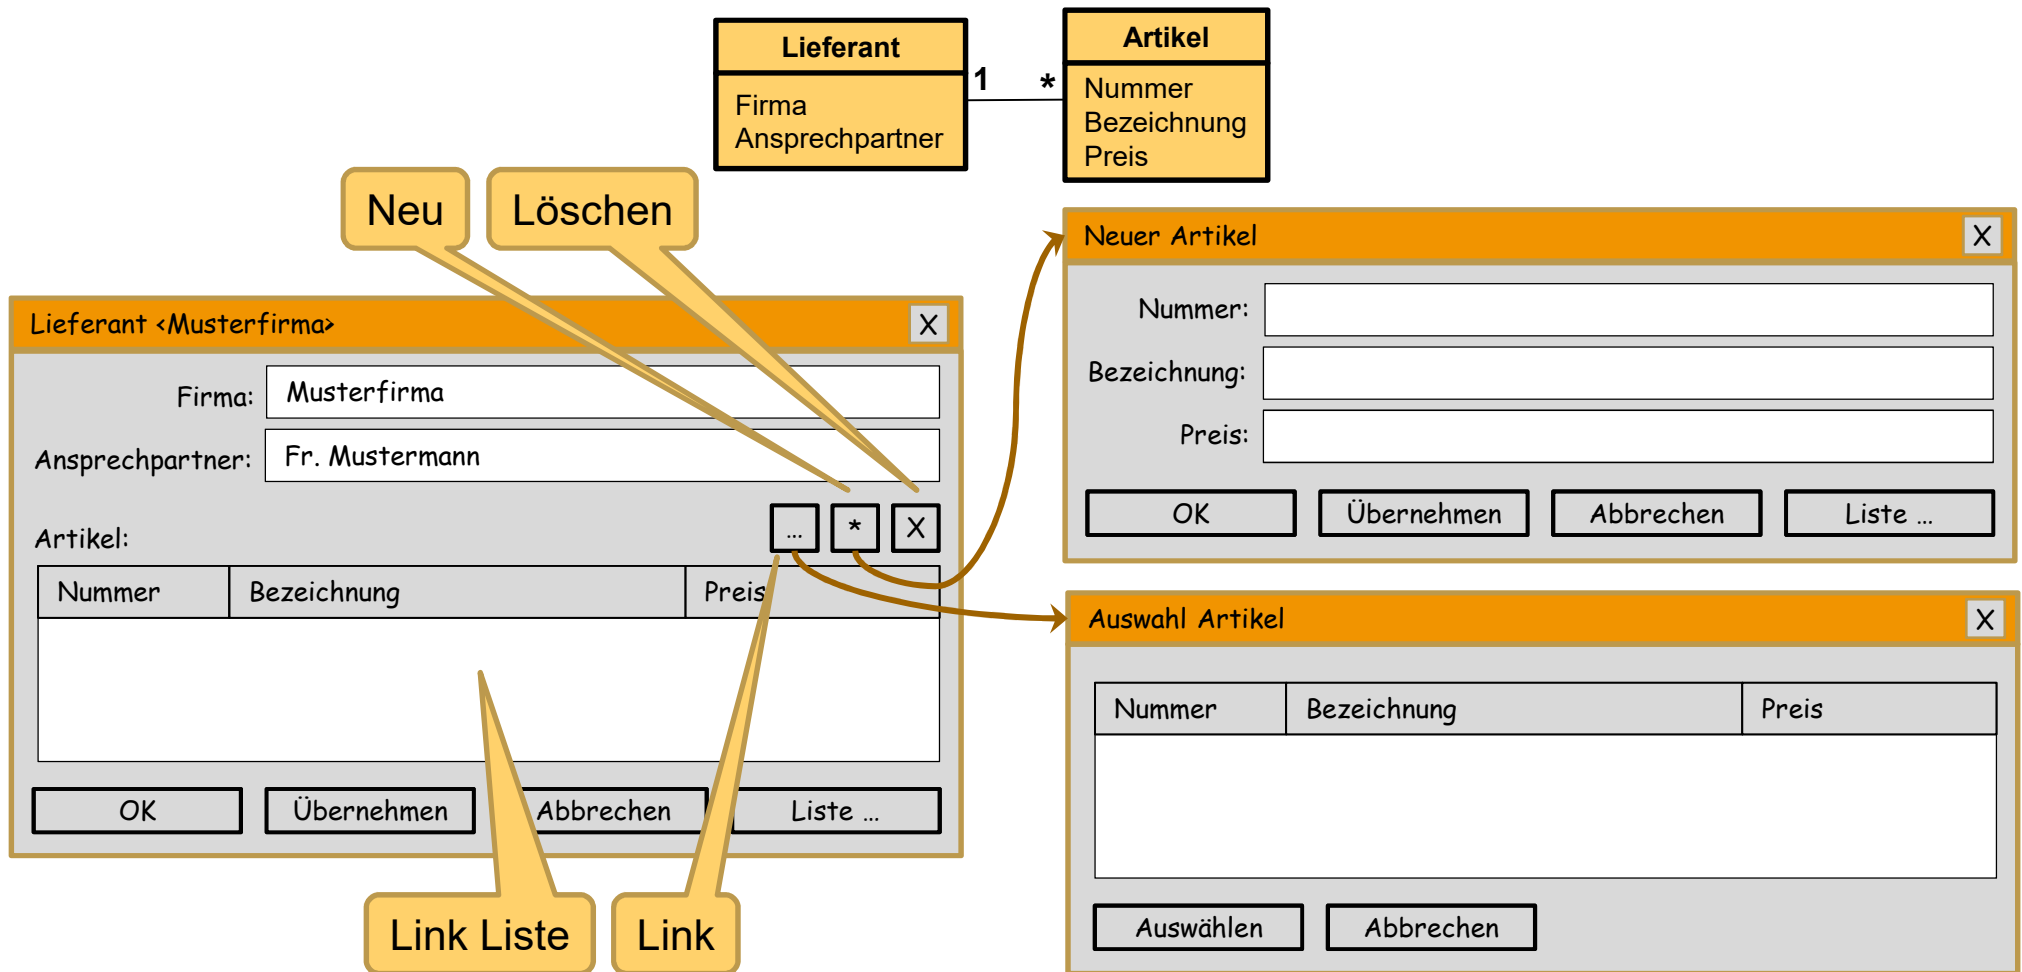 Lieferant
Firma
Ansprechpartner
1
*
Artikel
Nummer
Bezeichnung
Preis
Neu
Löschen
Lieferant <Musterfirma>
X
Firma:
Musterfirma
Ansprechpartner:
Fr. Mustermann
Artikel:
...
*
X
Nummer
Bezeichnung
Preis
OK
Übernehmen
Abbrechen
Liste ...
Link Liste
Link
Neuer Artikel
X
Nummer:
Bezeichnung:
Preis:
OK
Übernehmen
Abbrechen
Liste ...
Auswahl Artikel
X
Nummer
Bezeichnung
Preis
Auswählen
Abbrechen